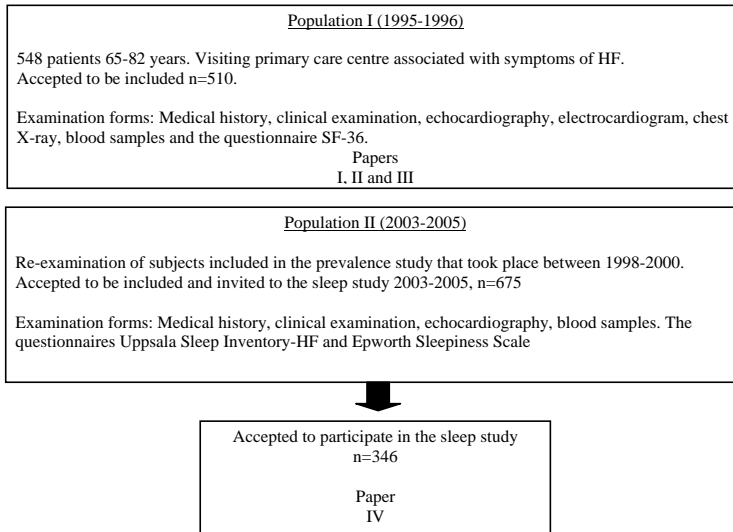 Population I (1995-1996)
548 patients 65-82 years. Visiting primary care centre associated with symptoms of HF.
Accepted to be included n=510.
Examination forms: Medical history, clinical examination, echocardiography, electrocardiogram, chest
X-ray, blood samples and the questionnaire SF-36.
Papers
I, II and III
Population II (2003-2005)
Re-examination of subjects included in the prevalence study that took place between 1998-2000.
Accepted to be included and invited to the sleep study 2003-2005, n=675
Examination forms: Medical history, clinical examination, echocardiography, blood samples. The
questionnaires Uppsala Sleep Inventory-HF and Epworth Sleepiness Scale
Accepted to participate in the sleep study
n=346
Paper
IV